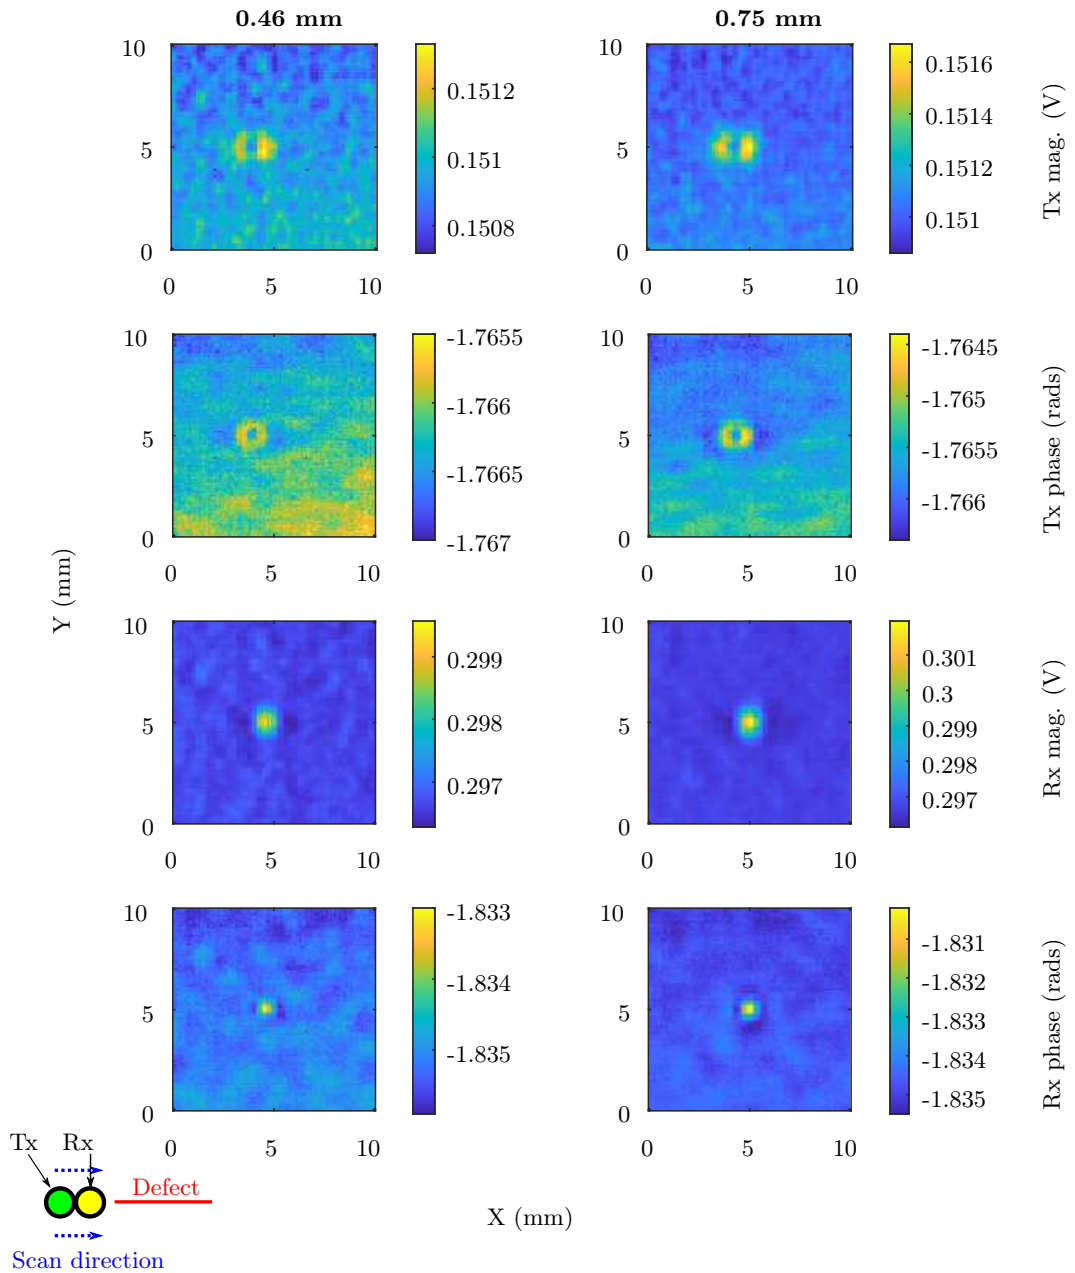 0.46 mm 0.75 mm
10 5 0
0 5 10
0.1512 0.151 0.1508
10 5 0
0 5 10
0.1516 0.1514 0.1512 0.151
Tx mag. (V)
10 5 0
0 5 10
-1.7655 -1.766 -1.7665 -1.767
10 5 0
0 5 10
-1.7645 -1.765 -1.7655 -1.766
Tx phase (rads)
Y (mm)
10 5 0
0 5 10
0.299 0.298 0.297
10 5 0
0 5 10
0.301 0.3 0.299 0.298 0.297
Rx mag. (V)
10 5 0
0 5 10
-1.833 -1.834 -1.835
10 5 0
0 5 10
-1.831 -1.832 -1.833 -1.834 -1.835
Rx phase (rads)
Tx Rx
Defect
Scan direction
X (mm)